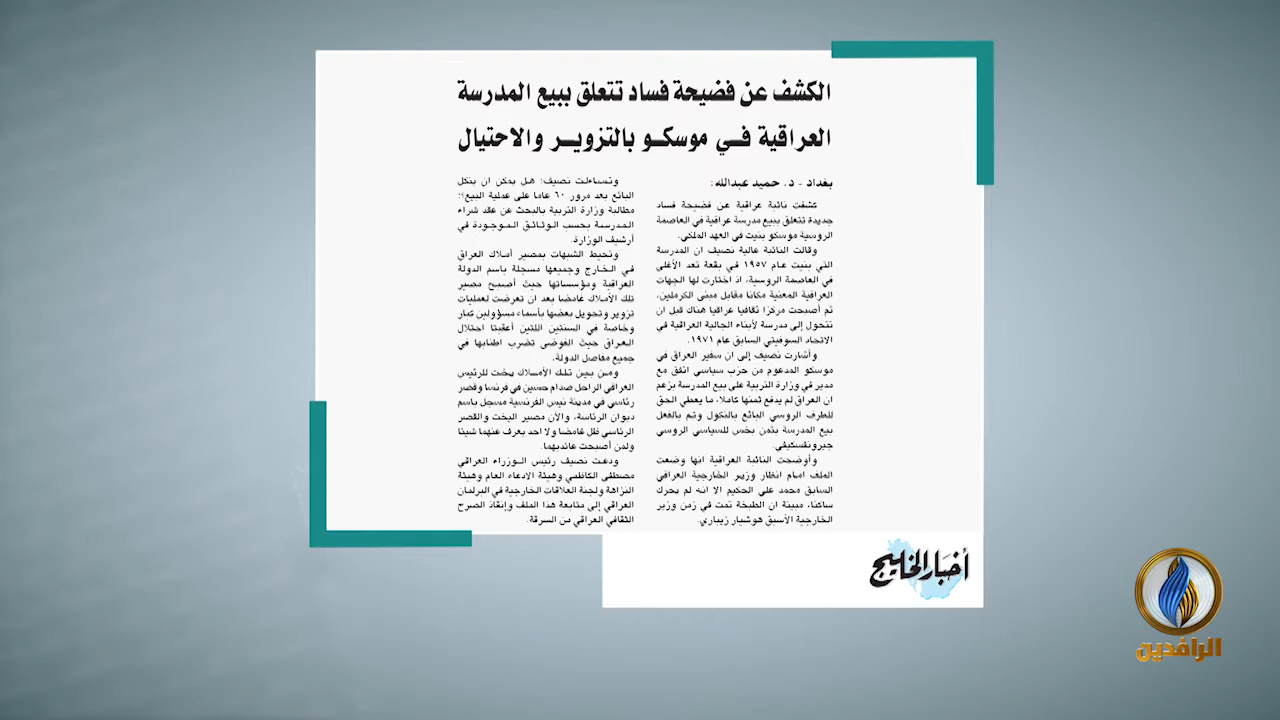 الكشف عن فضيحة فساد تتعلق ببيع المدرسة
العراقية في موسكو بالتزوير والاحتيال
بغداد - د. حميد عبدالله:
كشفت نائبة عراقية عن فضيحة فساد
جديدة تتعلق ببيع مدرسة عراقية في العاصمة
الروسية موسكو بنيت في العهد الملكي.
وقالت النائبة عالية نصيف ان المدرسة
التي بنيت عام ١٩٥٧ في بقعة تعد الأغلى
في العاصمة الروسية، اذ اختارت لها الجهات
العراقية المعنية مكانا مقابل مبنى الكرملين،
ثم أصبحت مركزا ثقافيا عراقيا هناك قبل ان
تتحول إلى مدرسة لأبناء الجالية العراقية في
الاتحاد السوفيتي السابق عام ١٩٧١.
وأشارت نصيف إلى ان سفير العراق في
موسكو المدعوم من حزب سياسي اتفق مع
مدير في وزارة التربية على بيع المدرسة بزعم
ان العراق لم يدفع ثمنها كاملا، ما يعطي الحق
للطرف الروسي البائع بالنكول وتم بالفعل
بيع المدرسة بثمن بخس للسياسي الروسي
جيرونفستيفي.
وأوضحت النائبة العراقية انها وضعت
الملف امام انظار وزير الخارجية العراقي
السابق محمد علي الحكيم الا انه لم يحرك
ساكنا، مبينة ان الطبخة تمت في زمن وزير
الخارجية الأسبق هوشيار زيباري.
وتساءلت نصيف: هل يمكن ان ينكل
البائع بعد مرور ٦٠ عاما على عملية البيع؟؛
مطالبة وزارة التربية بالبحث عن عقد شراء
المدرسة بحسب الوثائق الموجودة في
أرشيف الوزارة.
وتحيط الشبهات بمصير أملاك العراق
في الخارج وجميعها مسجلة باسم الدولة
العراقية ومؤسساتها حيث أصبح مصير
تلك الأملاك غامضا بعد ان تعرضت لعمليات
تزوير وتحويل بعضها بأسماء مسؤولين كبار
وخاصة في السنتين اللتين أعقبتا احتلال
العراق حيث الفوضى تضرب اطنابها في
جميع مفاصل الدولة.
ومن بين تلك الأملاك يخت للرئيس
العراقي الراحل صدام حسين في فرنسا وقصر
رئاسي في مدينة نيس الفرنسية مسجل باسم
ديوان الرئاسة، والآن مصير اليخت والقصر
الرئاسي ظل غامضا ولا احد يعرف عنهما شيئا
ولمن أصبحت عائديهما.
ودعت نصيف رئيس الوزراء العراقي
مصطفى الكاظمي وهيئة الادعاء العام وهيئة
النزاهة ولجنة العلاقات الخارجية في البرلمان
العراقي إلى متابعة هذا الملف وإنقاذ الصرح
الثقافي العراقي من السرقة.
أخبار الخليج
الرافدين